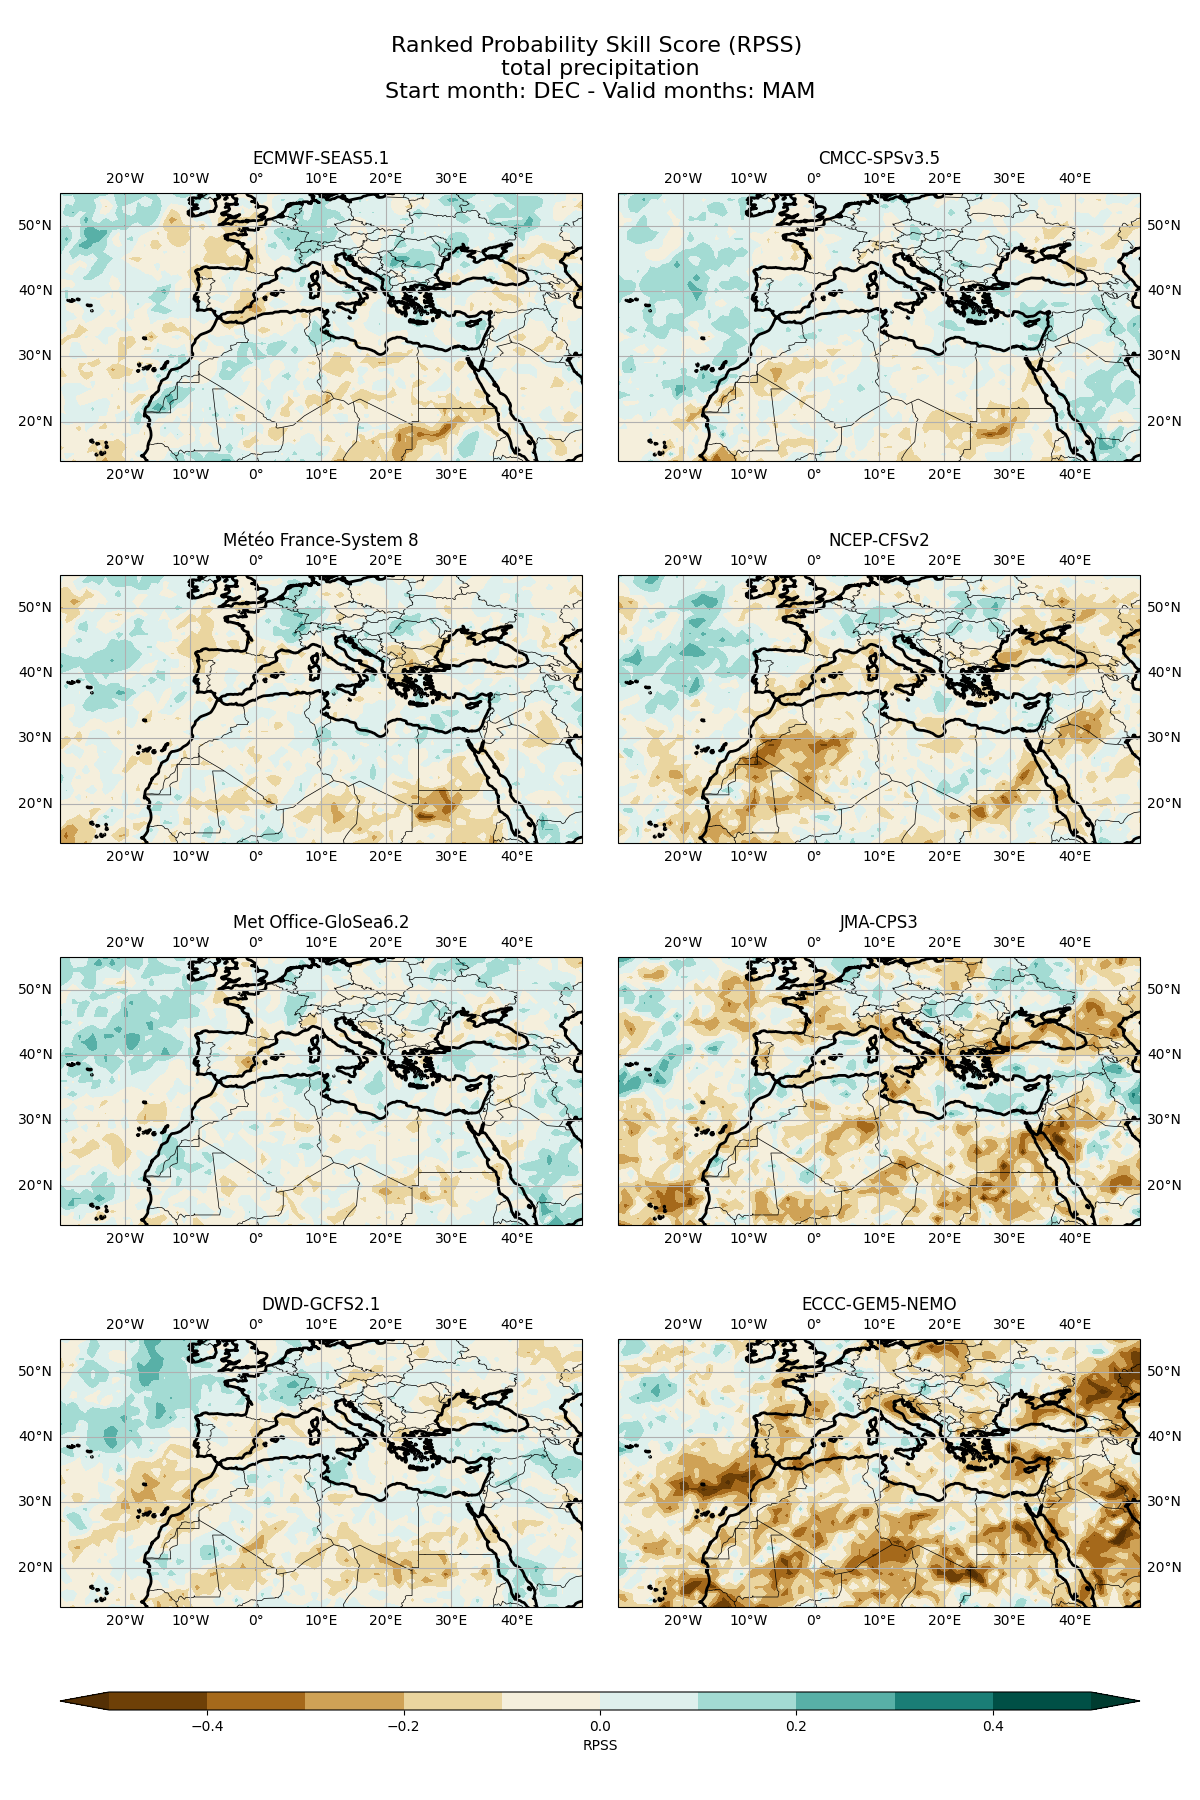 Ranked Probability Skill Score (RPSS)
total precipitation
Start month: DEC - Valid months: MAM
ECMWF-SEAS5.1
20°W 10°W 0° 10°E 20°E 30°E 40°E
50°N
40°N
30°N
20°N
20°W 10°W 0° 10°E 20°E 30°E 40°E
CMCC-SPSv3.5
20°W 10°W 0° 10°E 20°E 30°E 40°E
50°N
40°N
30°N
20°N
20°W 10°W 0° 10°E 20°E 30°E 40°E
Météo France-System 8
20°W 10°W 0° 10°E 20°E 30°E 40°E
50°N
40°N
30°N
20°N
20°W 10°W 0° 10°E 20°E 30°E 40°E
NCEP-CFSv2
20°W 10°W 0° 10°E 20°E 30°E 40°E
50°N
40°N
30°N
20°N
20°W 10°W 0° 10°E 20°E 30°E 40°E
Met Office-GloSea6.2
20°W 10°W 0° 10°E 20°E 30°E 40°E
50°N
40°N
30°N
20°N
20°W 10°W 0° 10°E 20°E 30°E 40°E
JMA-CPS3
20°W 10°W 0° 10°E 20°E 30°E 40°E
50°N
40°N
30°N
20°N
20°W 10°W 0° 10°E 20°E 30°E 40°E
DWD-GCFS2.1
20°W 10°W 0° 10°E 20°E 30°E 40°E
50°N
40°N
30°N
20°N
20°W 10°W 0° 10°E 20°E 30°E 40°E
ECCC-GEM5-NEMO
20°W 10°W 0° 10°E 20°E 30°E 40°E
50°N
40°N
30°N
20°N
20°W 10°W 0° 10°E 20°E 30°E 40°E
−0.4 −0.2 0.0 0.2 0.4
RPSS